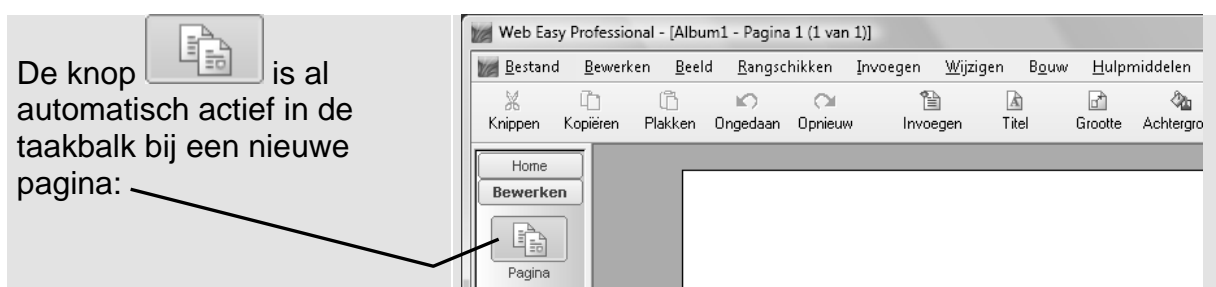 De knop is al
automatisch actief in de
taakbalk bij een nieuwe
pagina:
Web Easy Professional - [Album1 - Pagina 1 (1 van 1)]
Bestand Bewerken Beeld Rangschikken Invoegen Wijzigen Bouw Hulpmiddelen
Knippen Kopiëren Plakken Ongedaan Opnieuw Invoegen Titel Grootte Achtergro
Home
Bewerken
Pagina